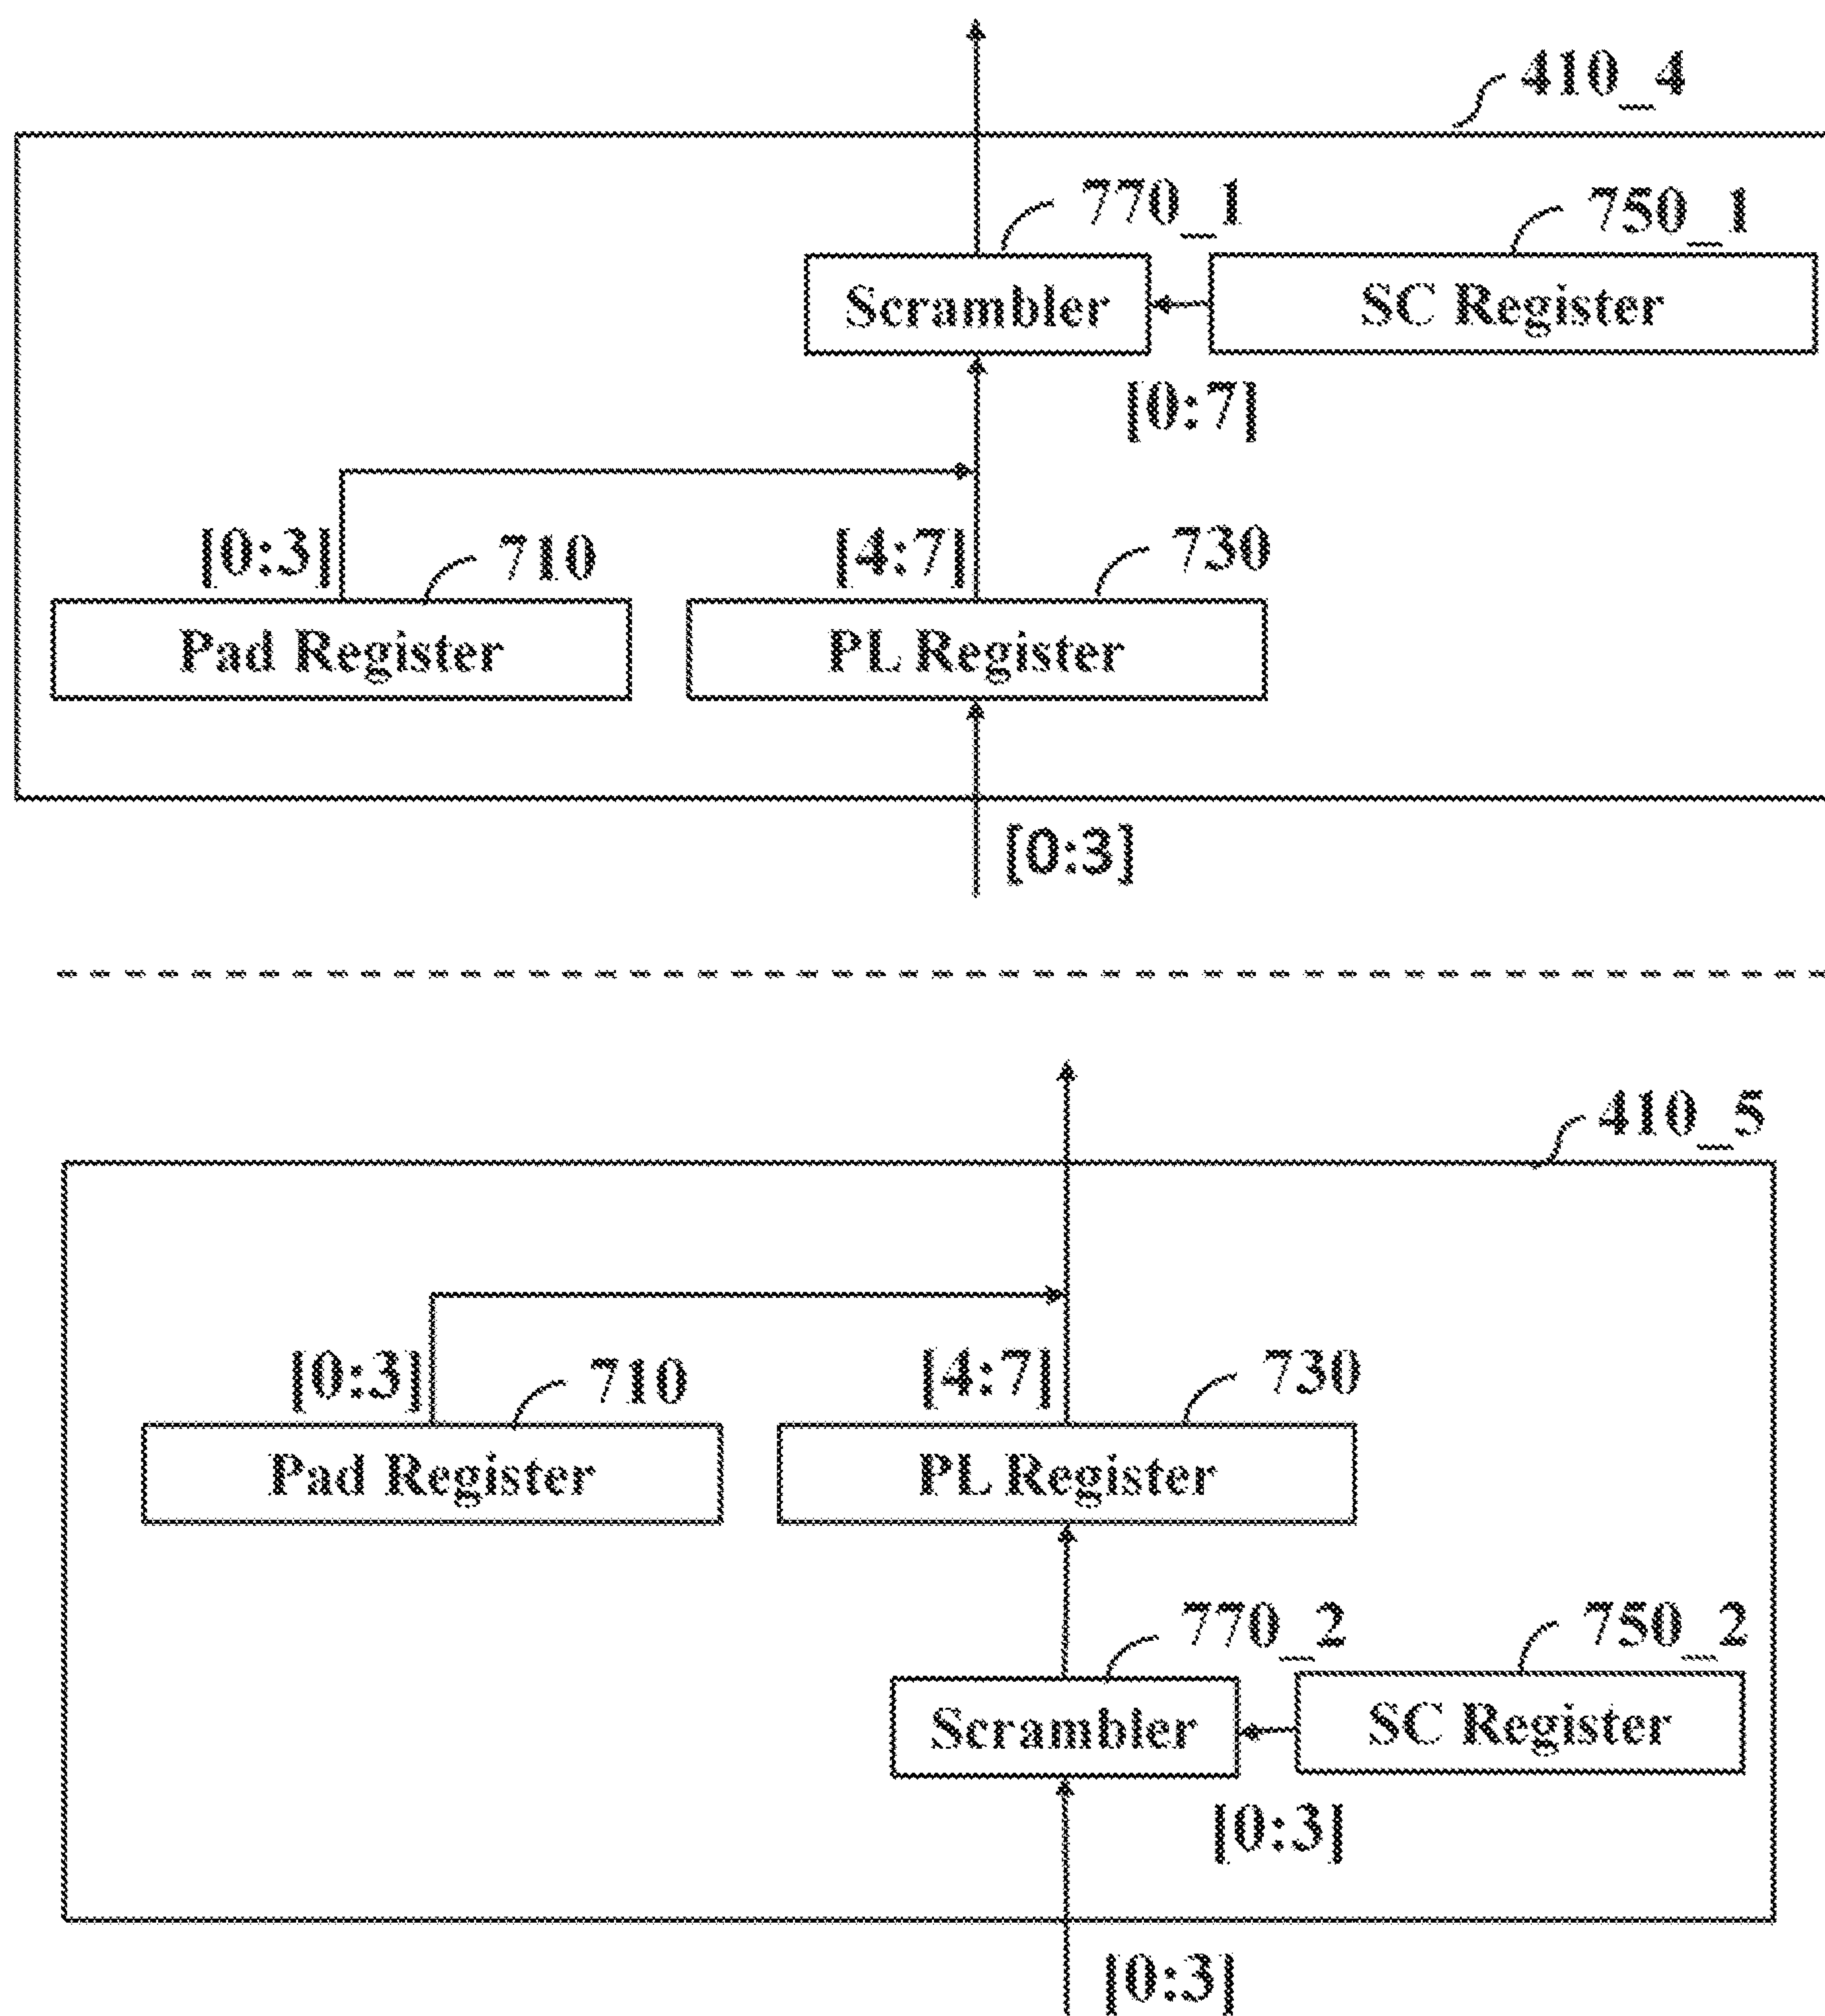 410_4
770_1
750_1
Scrambler
SC Register
[0:7]
[0:3]
710
[4:7]
730
Pad Register
PL Register
[0:3]
410_5
[0:3]
710
[4:7]
730
Pad Register
PL Register
770_2
750_2
Scrambler
SC Register
[0:3]
[0:3]